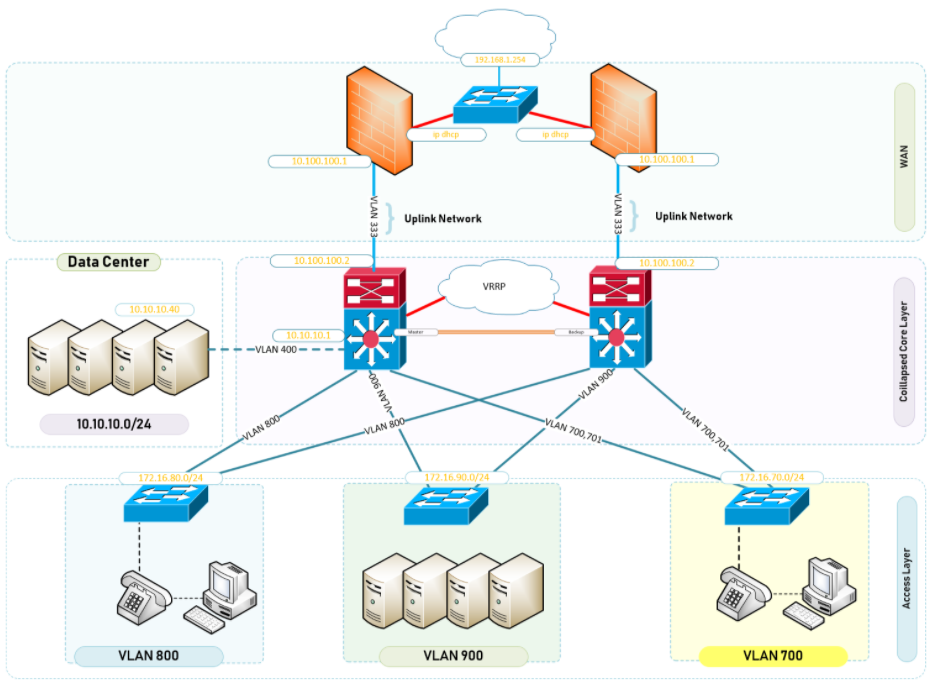 192.168.1.254
ip dhcp
ip dhcp
10.100.100.1
10.100.100.1
WAN
VLAN 333
Uplink Network
VLAN 333
Uplink Network
Data Center
10.100.100.2
10.100.100.2
VRRP
10.10.10.40
10.10.10.1
Master
Backup
VLAN 400
10.10.10.0/24
Coillapsed Core Layer
VLAN 800
VLAN 900
VLAN 800
VLAN 900
VLAN 700,701
VLAN 700,701
172.16.80.0/24
172.16.90.0/24
172.16.70.0/24
Access Layer
VLAN 800
VLAN 900
VLAN 700